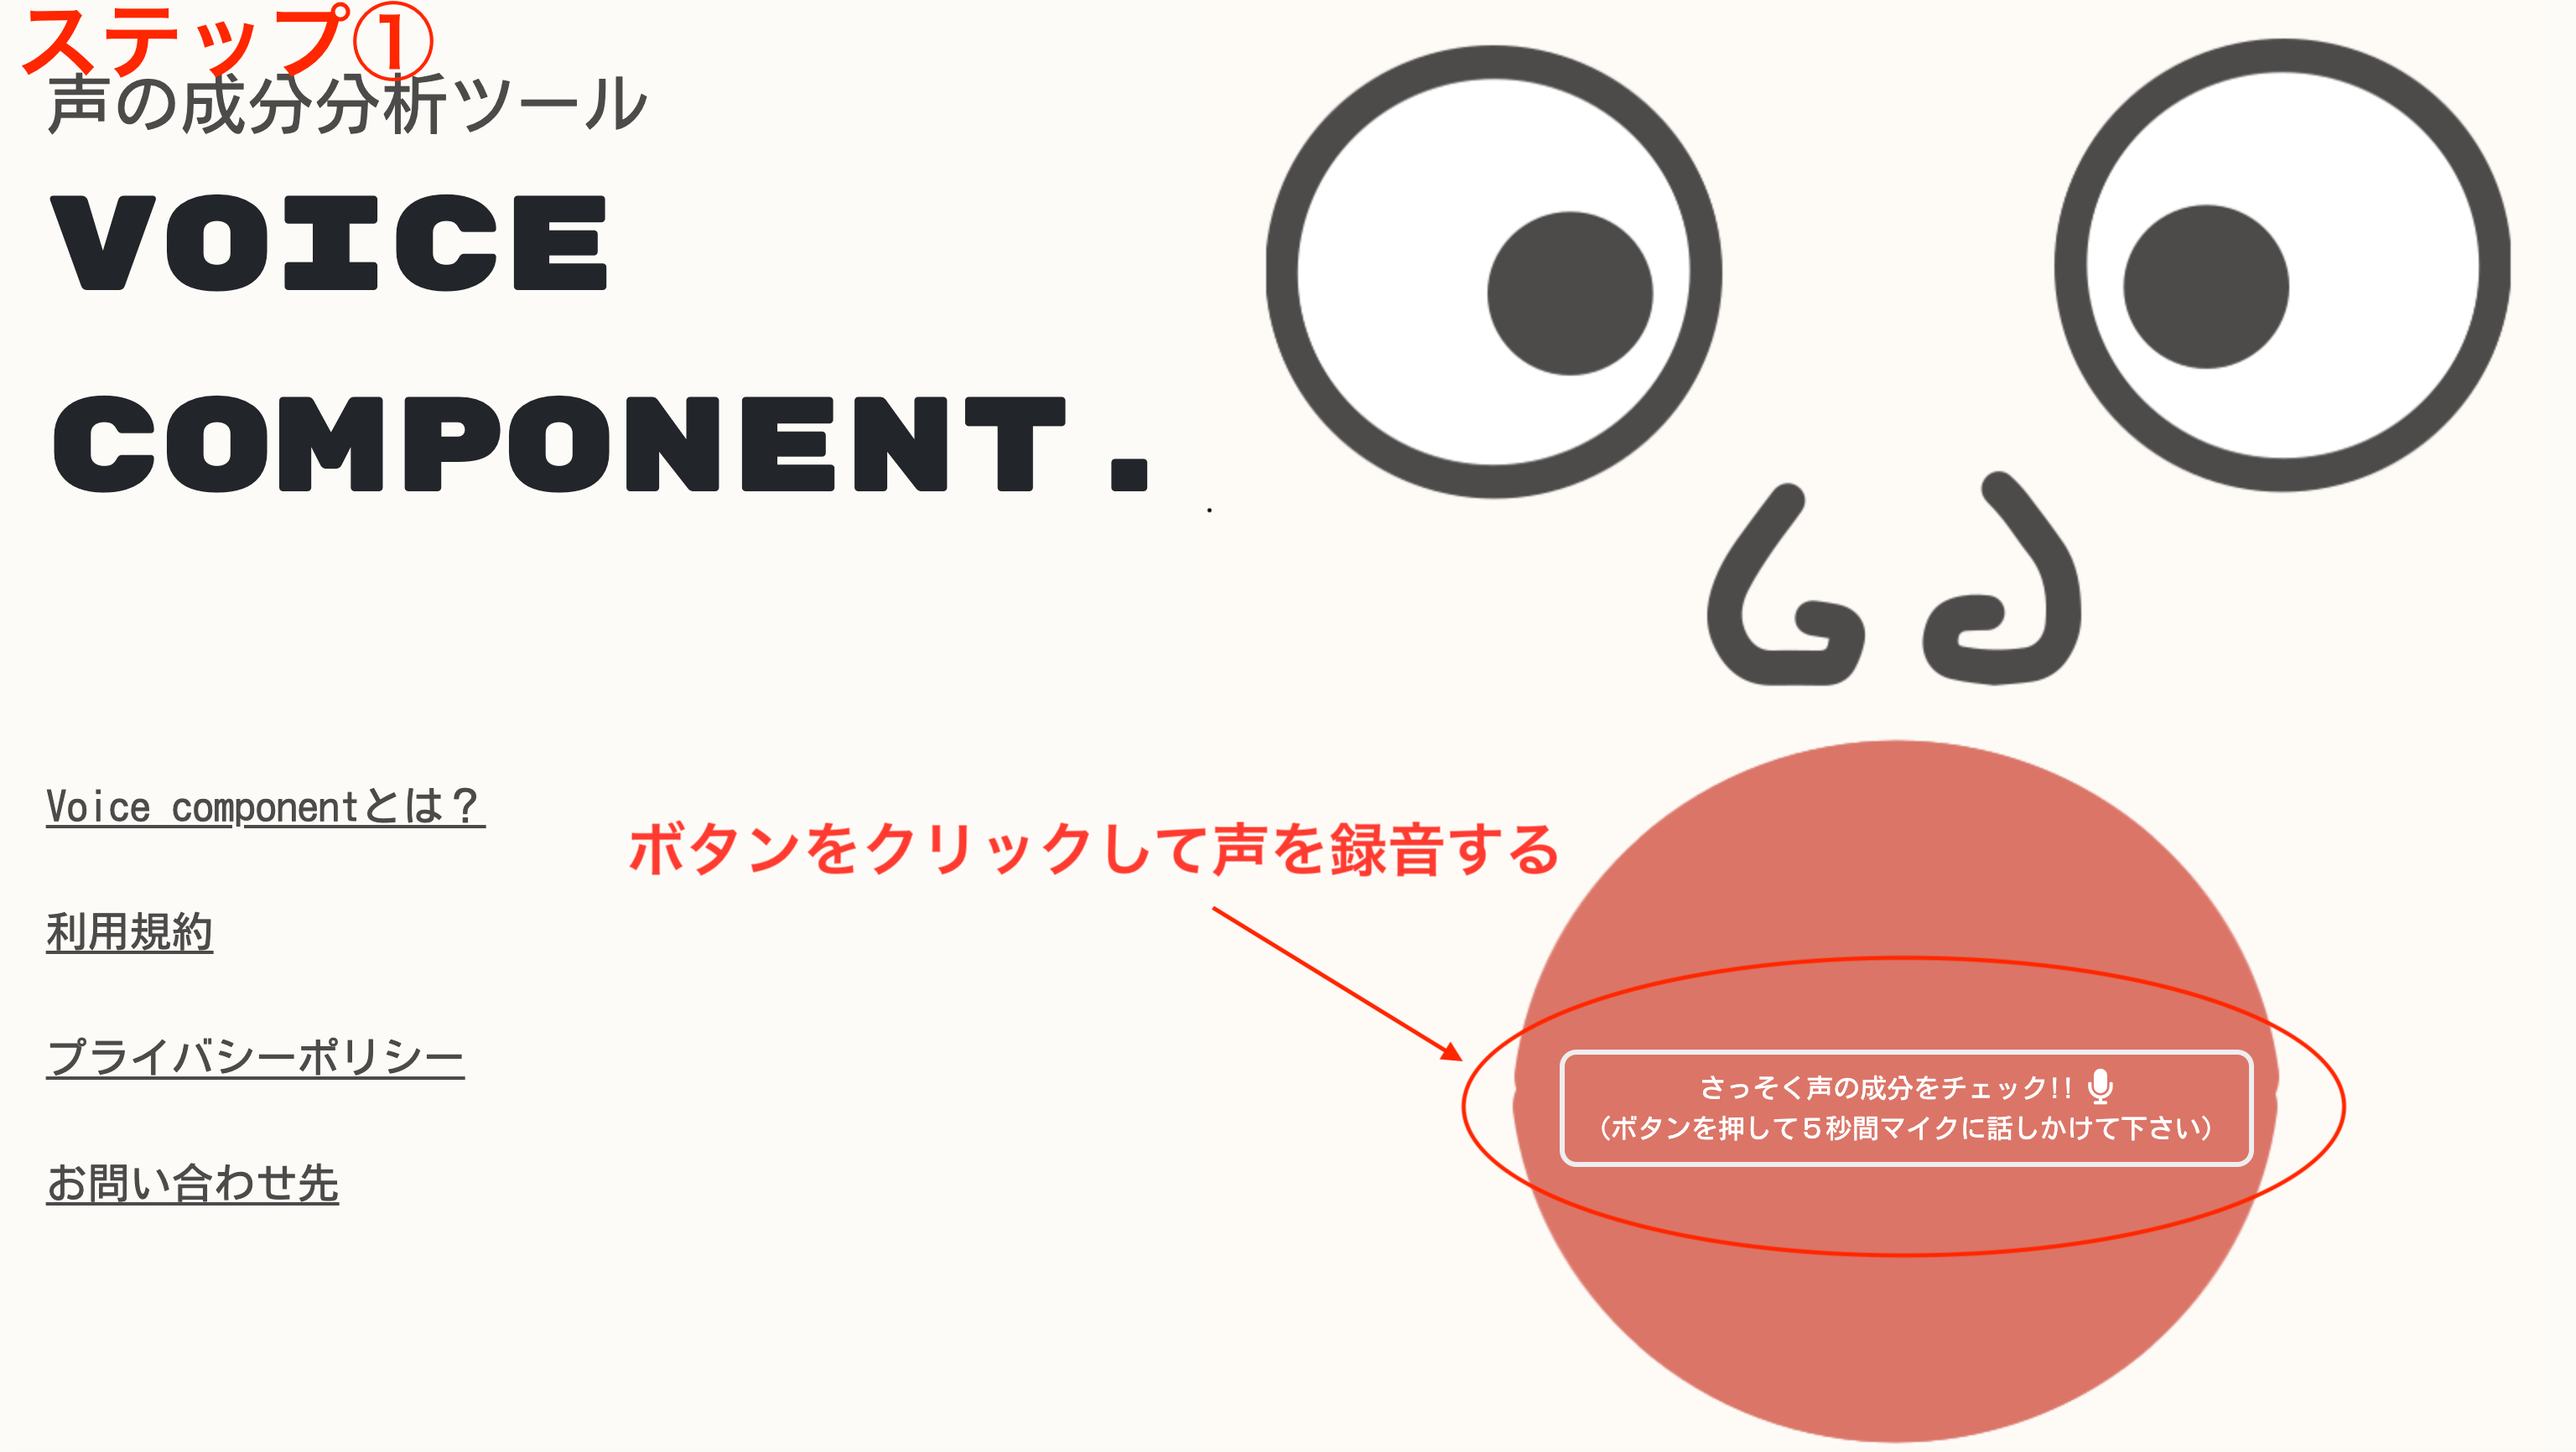 ステップ①
声の成分分析ツール
VOICE
COMPONENT.
Voice componentとは？
利用規約
プライバシーポリシー
お問い合わせ先
ボタンをクリックして声を録音する
さっそく声の成分をチェック!!
（ボタンを押して５秒間マイクに話しかけて下さい）